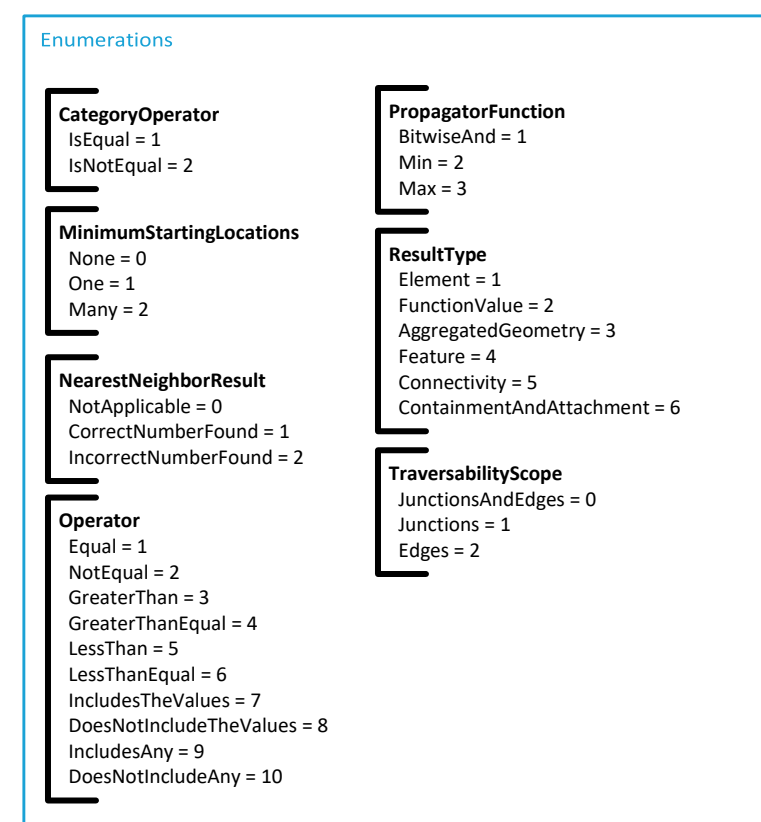 Enumerations
CategoryOperator
IsEqual = 1
IsNotEqual = 2
MinimumStartingLocations
None = 0
One = 1
Many = 2
NearestNeighborResult
NotApplicable = 0
CorrectNumberFound = 1
IncorrectNumberFound = 2
Operator
Equal = 1
NotEqual = 2
GreaterThan = 3
GreaterThanEqual = 4
LessThan = 5
LessThanEqual = 6
IncludesTheValues = 7
DoesNotIncludeTheValues = 8
IncludesAny = 9
DoesNotIncludeAny = 10
PropagatorFunction
BitwiseAnd = 1
Min = 2
Max = 3
ResultType
Element = 1
FunctionValue = 2
AggregatedGeometry = 3
Feature = 4
Connectivity = 5
ContainmentAndAttachment = 6
TraversabilityScope
JunctionsAndEdges = 0
Junctions = 1
Edges = 2